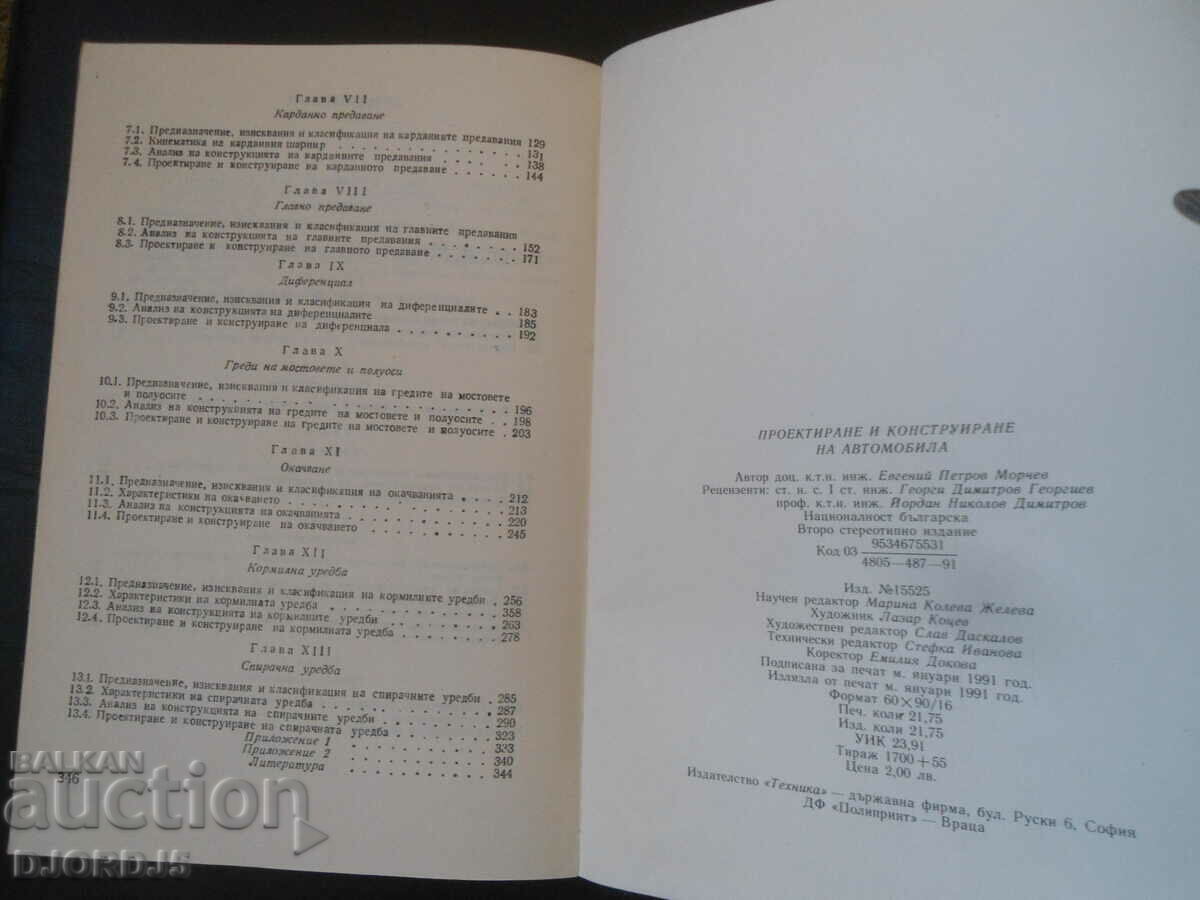 Глава VII
Карданно предаване
7.1. Предназначение, изисквания и класификация на карданните предавания 129
7.2. Кинематика на карданния шарнир . . . . . . . 131
7.3. Анализ на конструкцията на карданните предавания . . . . . 138
7.4. Проектиране и конструиране на карданното предаване . . . . . . 144
Глава VIII
Главно предаване
8.1. Предназначение, изисквания и класификация на главните предавания
8.2. Анализ на конструкцията на главните предавания . . . . . . 152
8.3. Проектиране и конструиране на главното предаване . . . . . . 171
Глава IX
Диференциал
9.1. Предназначение, изисквания и класификация на диференциалите . . 183
9.2. Анализ на конструкцията на диференциалите 185
9.3. Проектиране и конструиране на диференциала . . . . . . . . 192
Глава X
Греди на мостовете и полуоси
10.1. Предназначение, изисквания и класификация на гредите на мостовете
и полуосите . . . . . . . . . . . . . 196
10.2. Анализ на конструкцията на гредите на мостовете и полуосите . . 198
10.3. Проектиране и конструиране на гредите на мостовете и полуосите . 203
Глава XI
Окачване
11.1. Предназначение, изисквания и класификация на окачванията . . . 212
11.2. Характеристики на окачването . . . . . . . . 213
11.3. Анализ на конструкцията на окачванията . . . . . . . 220
11.4. Проектиране и конструиране на окачването . . . . . . . 245
Глава XII
Кормилна уредба
12.1. Предназначение, изисквания и класификация на кормилните уредби . 256
12.2. Характеристики на кормилната уредба . . . . . . . . 358
12.3. Анализ на конструкцията на кормилните уредби . . . . . . 263
12.4. Проектиране и конструиране на кормилната уредба . . . . . 278
Глава XIII
Спирачна уредба
13.1. Предназначение, изисквания и класификация на спирачните уредби . 285
13.2. Характеристики на спирачната уредба . . . . . . . . 287
13.3. Анализ на конструкцията на спирачните уредби . . . . . . 290
13.4. Проектиране и конструиране на спирачната уредба . . . . . 323
Приложение 1 . . . . . . 333
Приложение 2 . . . . . . 340
Литература . . . . . . 344
346
ПРОЕКТИРАНЕ И КОНСТРУИРАНЕ
НА АВТОМОБИЛА
Автор доц. к.т.н. инж. Евгений Петров Морчев
Рецензенти: ст. н. с. I ст. инж. Георги Димитров Георгиев
проф. к.т.н. инж. Йордан Николов Димитров
Националност българска
Второ стереотипно издание
Код 03 9534675531
4805—487—91
Изд. №15525
Научен редактор Марина Колева Желева
Художник Лазар Коцев
Художествен редактор Слав Даскалов
Технически редактор Стефка Иванова
Коректор Емилия Докова
Подписана за печат м. януари 1991 год.
Излязла от печат м. януари 1991 год.
Формат 60×90/16
Печ. коли 21,75
Изд. коли 21,75
УИК 23,91
Тираж 1700+55
Цена 2,00 лв.
Издателство «Техника» — държавна фирма, бул. Руски 6, София
ДФ «Полипринт» — Враца
BALKAN
auction
DJORDJ5